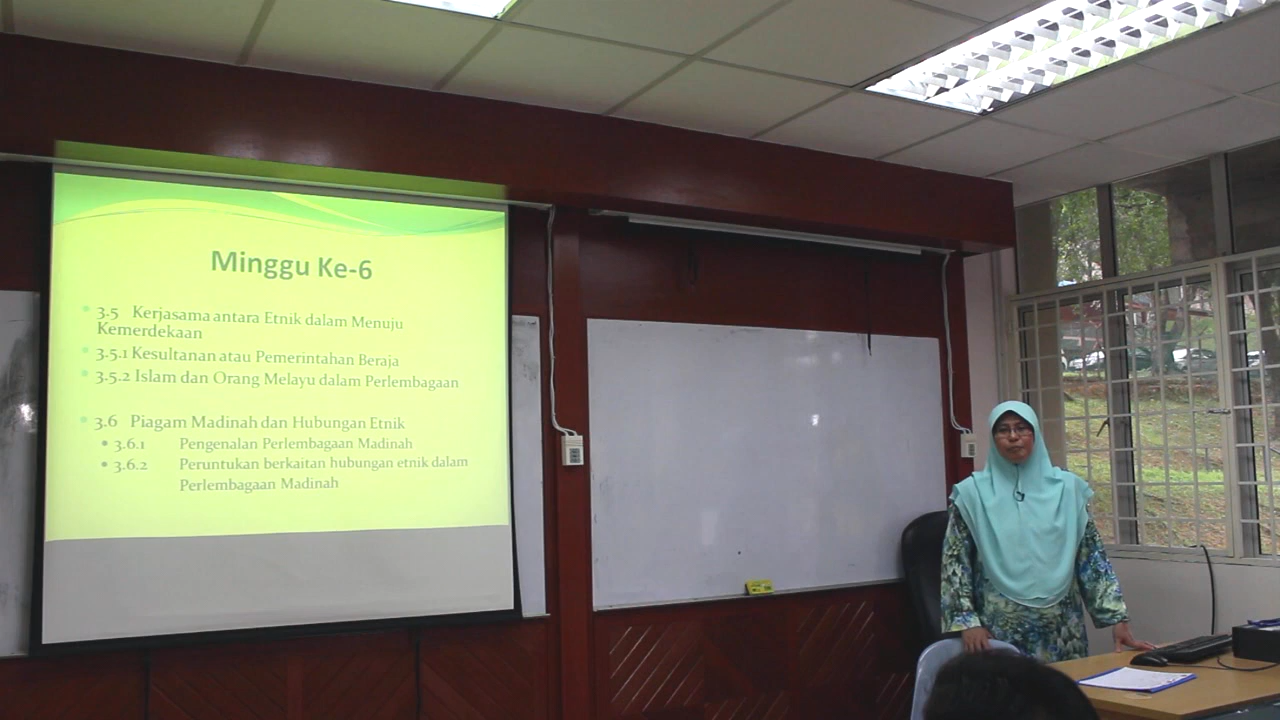 Minggu Ke-6
3.5 Kerjasama antara Etnik dalam Menuju
Kemerdekaan
3.5.1 Kesultanan atau Pemerintahan Beraja
3.5.2 Islam dan Orang Melayu dalam Perlembagaan
3.6 Piagam Madinah dan Hubungan Etnik
3.6.1 Pengenalan Perlembagaan Madinah
3.6.2 Peruntukan berkaitan hubungan etnik dalam
Perlembagaan Madinah